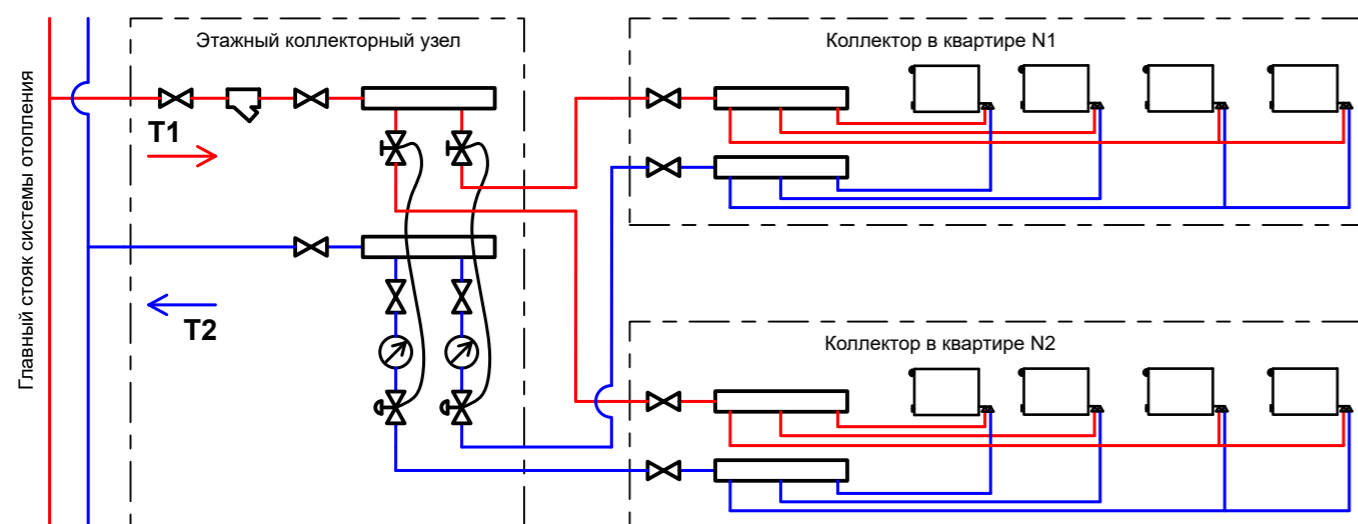 Главный стояк системы отопления
Этажный коллекторный узел
T1
T2
Коллектор в квартире N1
Коллектор в квартире N2